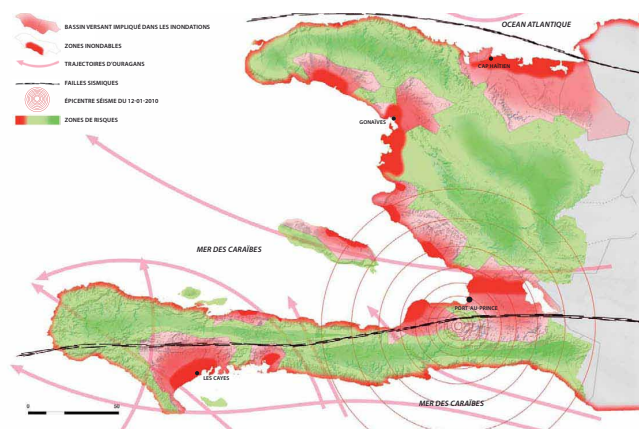 BASSIN VERSANT IMPLIQUÉ DANS LES INONDATIONS
ZONES INONDABLES
TRAJECTOIRES D'OURAGANS
FAILLES SISMIQUES
ÉPICENTRE SÉISME DU 12-01-2010
ZONES DE RISQUES
OCEAN ATLANTIQUE
CAP-HAÏTIEN
GONAÏVES
MER DES CARAÏBES
PORT-AU-PRINCE
LES CAYES
MER DES CARAÏBES
0 50